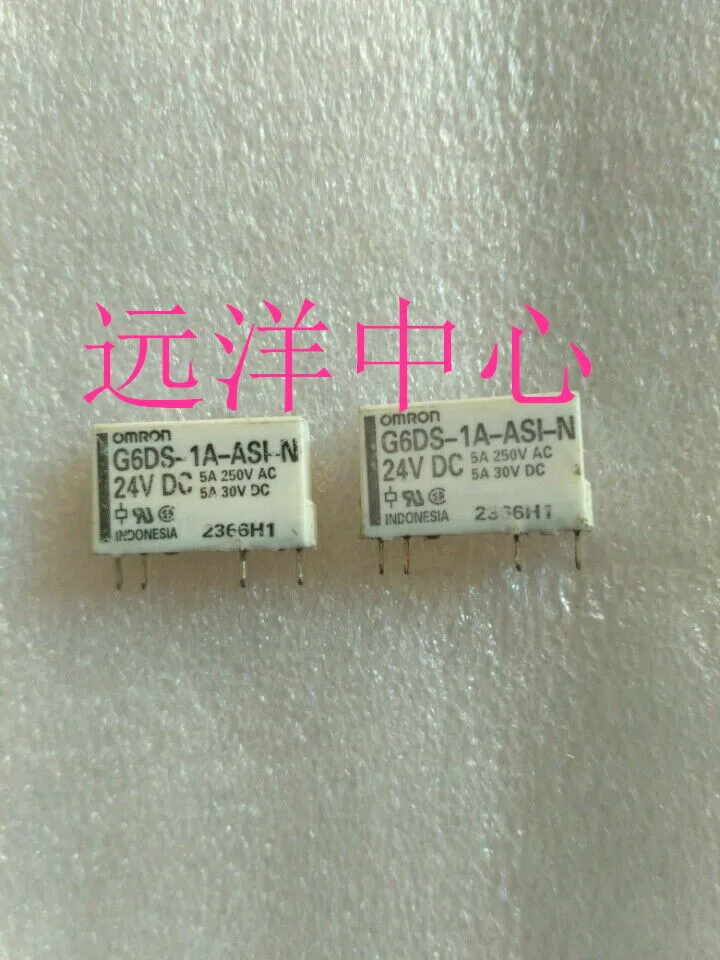 远洋中心
OMRON
G6DS-1A-ASI-N
24V DC 5A 250V AC
5A 30V DC
INDONESIA 2366H1
OMRON
G6DS-1A-ASI-N
24V DC 5A 250V AC
5A 30V DC
INDONESIA 2366H1